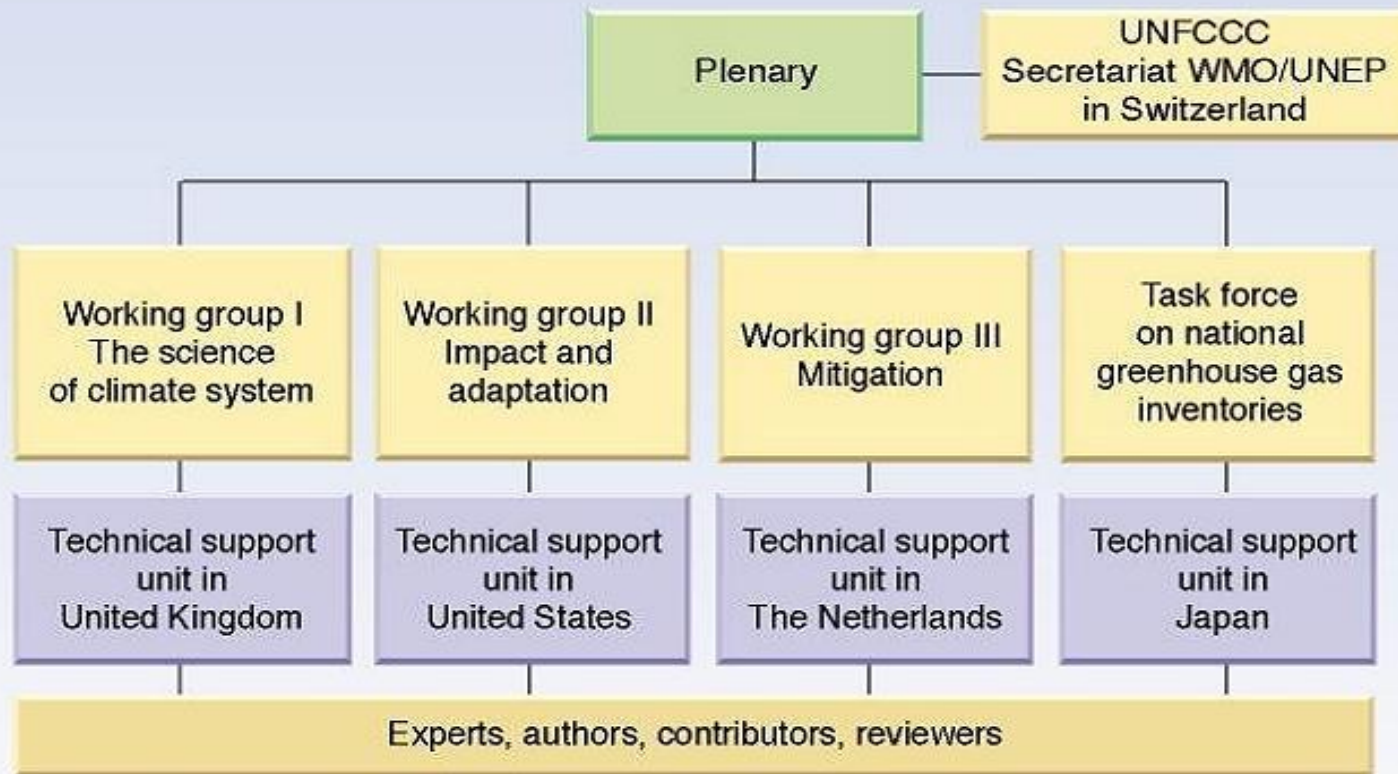 Plenary
UNFCCC
Secretariat WMO/UNEP
in Switzerland
Working group I
The science
of climate system
Working group II
Impact and
adaptation
Working group III
Mitigation
Task force
on national
greenhouse gas
inventories
Technical support
unit in
United Kingdom
Technical support
unit in
United States
Technical support
unit in
The Netherlands
Technical support
unit in
Japan
Experts, authors, contributors, reviewers